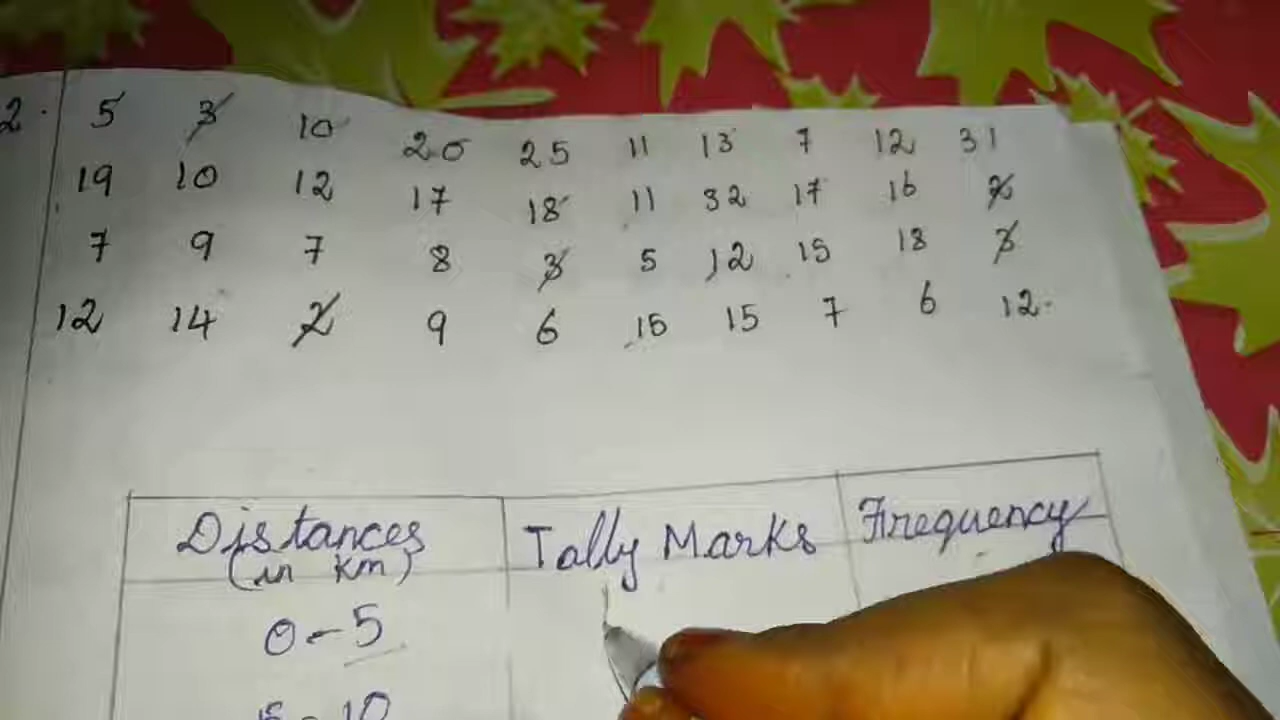 2. 5 3 10 20 25 11 13 7 12 31
19 10 12 17 18 11 32 17 16 2
7 9 7 8 3 5 12 15 18 3
12 14 2 9 6 15 15 7 6 12.
Distances Tally Marks Frequency
(in km)
0 - 5
5 - 10